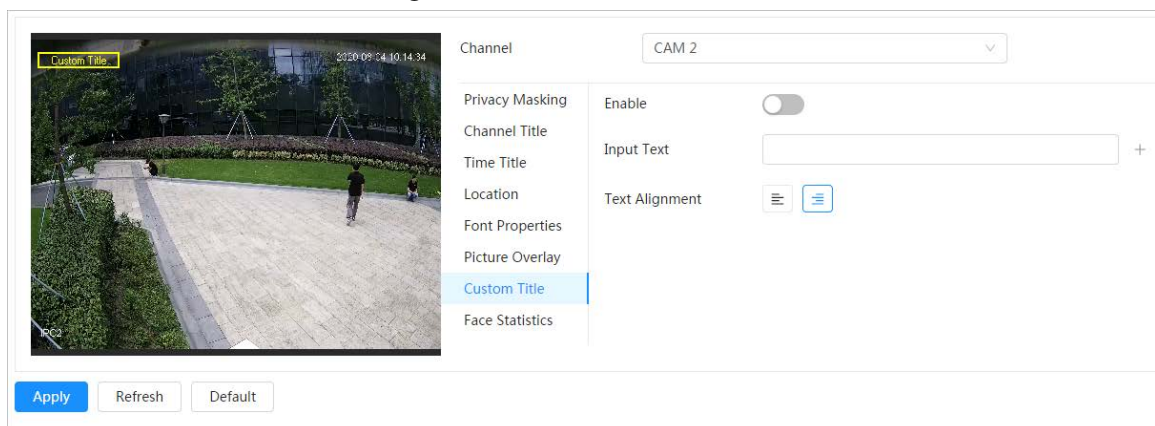 Custom Title
2020-09-04 10:14:34
IPC2
Channel
CAM 2
Privacy Masking
Channel Title
Time Title
Location
Font Properties
Picture Overlay
Custom Title
Face Statistics
Enable
Input Text
+
Text Alignment
Apply
Refresh
Default